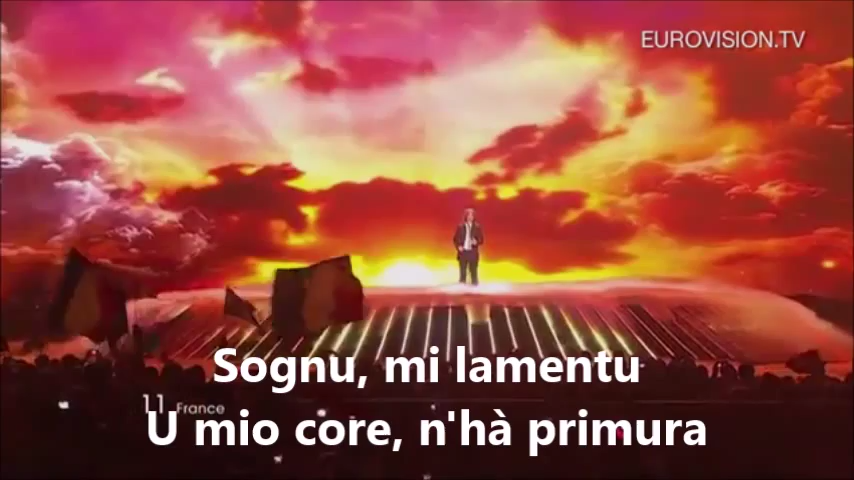 EUROVISION.TV
Sognu, mi lamentu
11 France
U mio core, n'hà primura